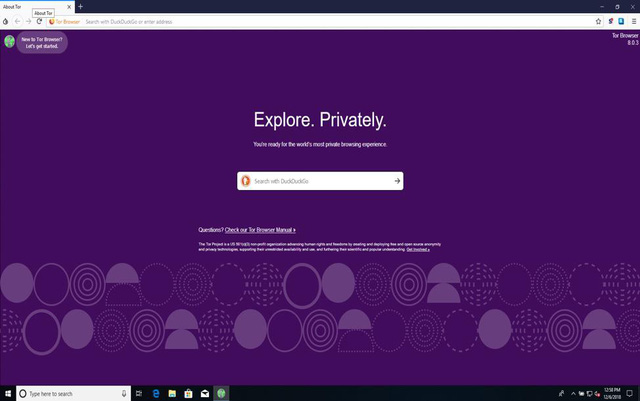 About Tor
About Tor
Tor Browser
Search with DuckDuckGo or enter address
New to Tor Browser?
Let's get started.
Tor Browser
8.0.3
Explore. Privately.
You're ready for the world's most private browsing experience.
Search with DuckDuckGo
Questions? Check our Tor Browser Manual »
The Tor Project is a US 501(c)(3) non-profit organization advancing human rights and freedoms by creating and deploying free and open source anonymity
and privacy technologies, supporting their unrestricted availability and use, and furthering their scientific and popular understanding. Get Involved »
Type here to search
12:58 PM
12/6/2018